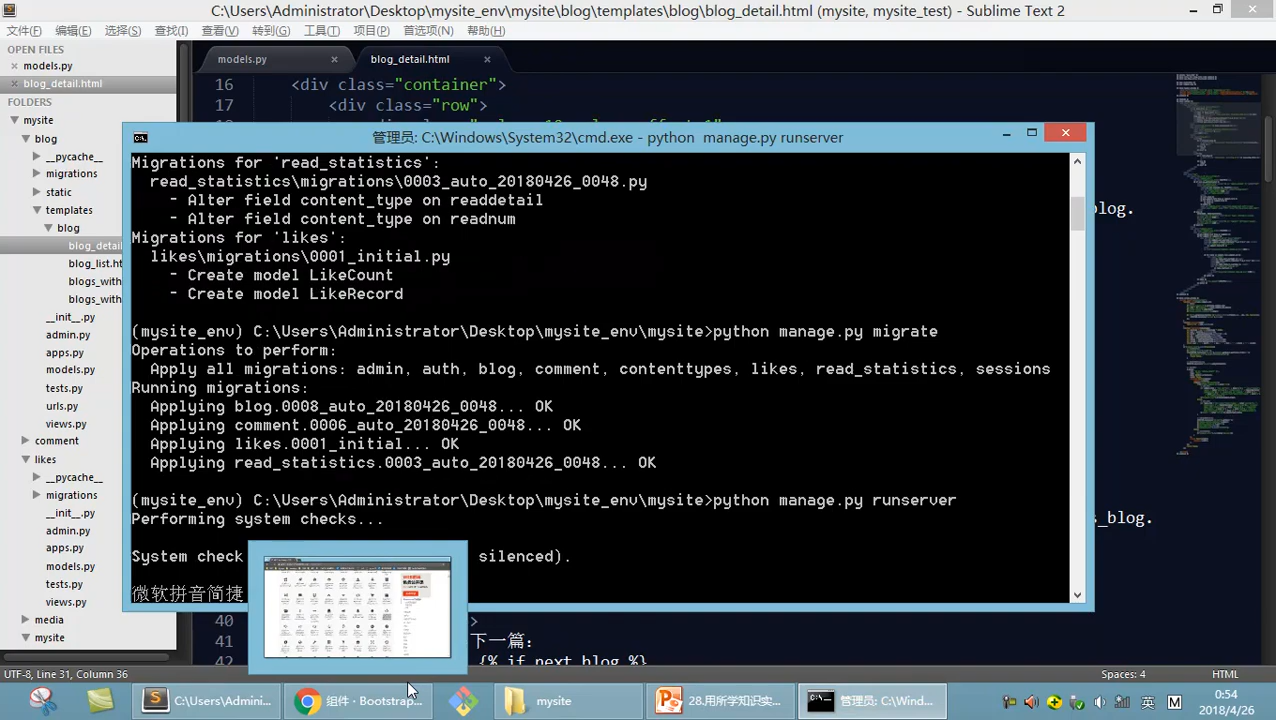 C:\Users\Administrator\Desktop\mysite_env\mysite\blog\templates\blog\blog_detail.html (mysite, mysite_test) - Sublime Text 2
文件(F) 编辑(E) 选择(S) 查找(I) 查看(V) 转到(G) 工具(T) 项目(P) 首选项(N) 帮助(H)
OPEN FILES
models.py
blog_detail.html
FOLDERS
mysite
blog
__pycache__
migrations
static
templates
blog
blog_detail
blog_list.ht
blogs_with
blogs_with
__init__.py
admin.py
apps.py
models.py
tests.py
urls.py
views.py
comment
likes
__pycache__
migrations
__init__.py
admin.py
apps.py
models.py
tests.py
views.py
media
mysite
models.py
blog_detail.html
16 <div class="container">
17 <div class="row">
管理员: C:\Windows\system32\cmd.exe - python manage.py runserver
Migrations for 'read_statistics':
read_statistics\migrations\0003_auto_20180426_0048.py
- Alter field content_type on readdetail
- Alter field content_type on readnum
Migrations for 'likes':
likes\migrations\0001_initial.py
- Create model LikeCount
- Create model LikeRecord
(mysite_env) C:\Users\Administrator\Desktop\mysite_env\mysite>python manage.py migrate
Operations to perform:
Apply all migrations: admin, auth, blog, comment, contenttypes, likes, read_statistics, sessions
Running migrations:
Applying blog.0008_auto_20180426_0048...
Applying comment.0006_auto_20180426_0048... OK
Applying likes.0001_initial... OK
Applying read_statistics.0003_auto_20180426_0048... OK
(mysite_env) C:\Users\Administrator\Desktop\mysite_env\mysite>python manage.py runserver
Performing system checks...
System check silenced).
微软拼音简捷
blog.
s_blog.
40 >
41 下一篇:
42 {% if next_blog %}
UTF-8, Line 31, Column 36
Spaces: 4
HTML
C:\Users\Admini...
组件 · Bootstrap...
mysite
28.用所学知识实...
管理员: C:\Wind...
英
M
0:54
2018/4/26